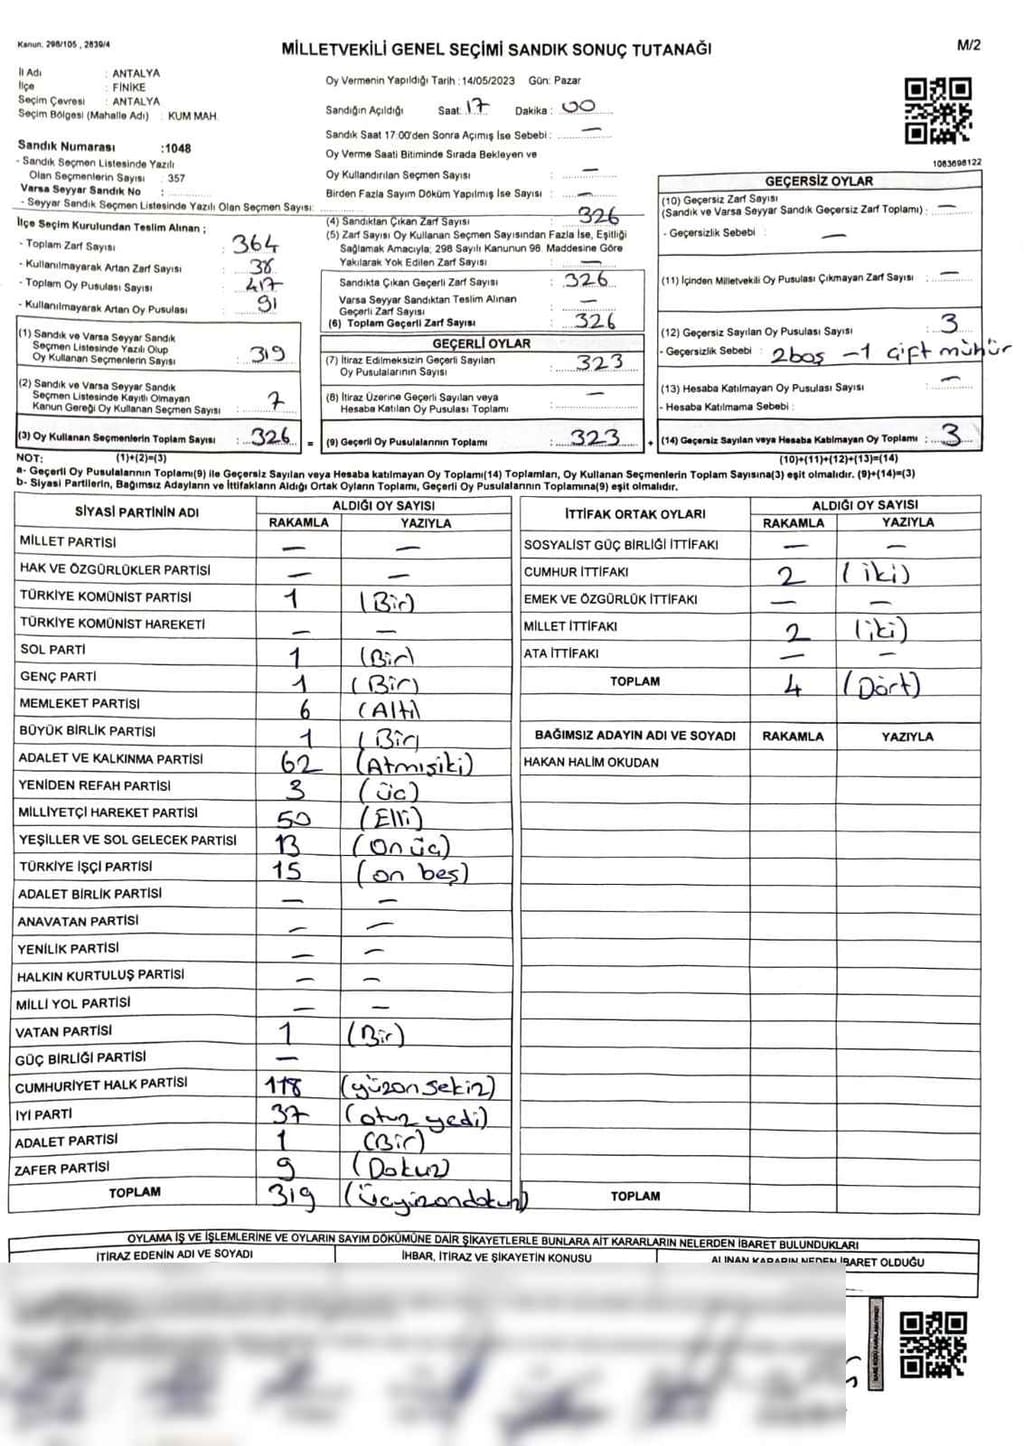 Kanun: 298/105 , 2839/4
MİLLETVEKİLİ GENEL SEÇİMİ SANDIK SONUÇ TUTANAĞI
M/2
İl Adı : ANTALYA
İlçe : FİNİKE
Seçim Çevresi : ANTALYA
Seçim Bölgesi (Mahalle Adı) : KUM MAH.
Sandık Numarası :1048
- Sandık Seçmen Listesinde Yazılı
Olan Seçmenlerin Sayısı : 357
Varsa Seyyar Sandık No :
- Seyyar Sandık Seçmen Listesinde Yazılı Olan Seçmen Sayısı:
İlçe Seçim Kurulundan Teslim Alınan ;
- Toplam Zarf Sayısı : 364
- Kullanılmayarak Artan Zarf Sayısı : 38
- Toplam Oy Pusulası Sayısı : 417
- Kullanılmayarak Artan Oy Pusulası : 91
(1) Sandık ve Varsa Seyyar Sandık
Seçmen Listesinde Yazılı Olup
Oy Kullanan Seçmenlerin Sayısı : 319
(2) Sandık ve Varsa Seyyar Sandık
Seçmen Listesinde Kayıtlı Olmayan
Kanun Gereği Oy Kullanan Seçmen Sayısı : 7
(3) Oy Kullanan Seçmenlerin Toplam Sayısı : 326 =
Oy Vermenin Yapıldığı Tarih : 14/05/2023 Gün: Pazar
Sandığın Açıldığı Saat: 17 Dakika : 00
Sandık Saat 17:00'den Sonra Açımış İse Sebebi : —
Oy Verme Saati Bitiminde Sırada Bekleyen ve
Oy Kullandırılan Seçmen Sayısı : —
Birden Fazla Sayım Döküm Yapılmış İse Sayısı : —
(4) Sandıktan Çıkan Zarf Sayısı : 326
(5) Zarf Sayısı Oy Kullanan Seçmen Sayısından Fazla İse, Eşitliği
Sağlamak Amacıyla; 298 Sayılı Kanunun 98. Maddesine Göre
Yakılarak Yok Edilen Zarf Sayısı : —
Sandıkta Çıkan Geçerli Zarf Sayısı : 326
Varsa Seyyar Sandıktan Teslim Alınan
Geçerli Zarf Sayısı : —
(6) Toplam Geçerli Zarf Sayısı : 326
GEÇERLİ OYLAR
(7) İtiraz Edilmeksizin Geçerli Sayılan
Oy Pusulalarının Sayısı : 323
(8) İtiraz Üzerine Geçerli Sayılan veya
Hesaba Katılan Oy Pusulası Toplamı : —
(9) Geçerli Oy Pusulalarının Toplamı : 323 +
1083698122
GEÇERSİZ OYLAR
(10) Geçersiz Zarf Sayısı
(Sandık ve Varsa Seyyar Sandık Geçersiz Zarf Toplamı) : —
- Geçersizlik Sebebi : —
(11) İçinden Milletvekili Oy Pusulası Çıkmayan Zarf Sayısı : —
(12) Geçersiz Sayılan Oy Pusulası Sayısı : 3
- Geçersizlik Sebebi : 2 boş - 1 çift mühür
(13) Hesaba Katılmayan Oy Pusulası Sayısı : —
- Hesaba Katılmama Sebebi :
(14) Geçersiz Sayılan veya Hesaba Katılmayan Oy Toplamı : 3
NOT: (1)+(2)=(3)
(10)+(11)+(12)+(13)=(14)
a- Geçerli Oy Pusulalarının Toplamı(9) ile Geçersiz Sayılan veya Hesaba katılmayan Oy Toplamı(14) Toplamları, Oy Kullanan Seçmenlerin Toplam Sayısına(3) eşit olmalıdır. (9)+(14)=(3)
b- Siyasi Partilerin, Bağımsız Adayların ve İttifakların Aldığı Ortak Oyların Toplamı, Geçerli Oy Pusulalarının Toplamına(9) eşit olmalıdır.
SİYASİ PARTİNİN ADI
ALDIĞI OY SAYISI
RAKAMLA YAZIYLA
MİLLET PARTİSİ — —
HAK VE ÖZGÜRLÜKLER PARTİSİ — —
TÜRKİYE KOMÜNİST PARTİSİ 1 (Bir)
TÜRKİYE KOMÜNİST HAREKETİ — —
SOL PARTİ 1 (Bir)
GENÇ PARTİ 1 (Bir)
MEMLEKET PARTİSİ 6 (Altı)
BÜYÜK BİRLİK PARTİSİ 1 (Bir)
ADALET VE KALKINMA PARTİSİ 62 (Atmışiki)
YENİDEN REFAH PARTİSİ 3 (üç)
MİLLİYETÇİ HAREKET PARTİSİ 50 (Elli)
YEŞİLLER VE SOL GELECEK PARTİSİ 13 (On üç)
TÜRKİYE İŞÇİ PARTİSİ 15 (on beş)
ADALET BİRLİK PARTİSİ — —
ANAVATAN PARTİSİ — —
YENİLİK PARTİSİ — —
HALKIN KURTULUŞ PARTİSİ — —
MİLLİ YOL PARTİSİ — —
VATAN PARTİSİ 1 (Bir)
GÜÇ BİRLİĞİ PARTİSİ —
CUMHURİYET HALK PARTİSİ 118 (yüzonsekiz)
İYİ PARTİ 37 (otuz yedi)
ADALET PARTİSİ 1 (Bir)
ZAFER PARTİSİ 9 (Dokuz)
TOPLAM 319 (Üçyüzondokuz)
İTTİFAK ORTAK OYLARI
ALDIĞI OY SAYISI
RAKAMLA YAZIYLA
SOSYALİST GÜÇ BİRLİĞİ İTTİFAKI — —
CUMHUR İTTİFAKI 2 (iki)
EMEK VE ÖZGÜRLÜK İTTİFAKI — —
MİLLET İTTİFAKI 2 (iki)
ATA İTTİFAKI — —
TOPLAM 4 (Dört)
BAĞIMSIZ ADAYIN ADI VE SOYADI RAKAMLA YAZIYLA
HAKAN HALİM OKUDAN
TOPLAM
OYLAMA İŞ VE İŞLEMLERİNE VE OYLARIN SAYIM DÖKÜMÜNE DAİR ŞİKAYETLERLE BUNLARA AİT KARARLARIN NELERDEN İBARET BULUNDUKLARI
İTİRAZ EDENİN ADI VE SOYADI İHBAR, İTİRAZ VE ŞİKAYETİN KONUSU ALINAN KARARIN NEDEN İBARET OLDUĞU